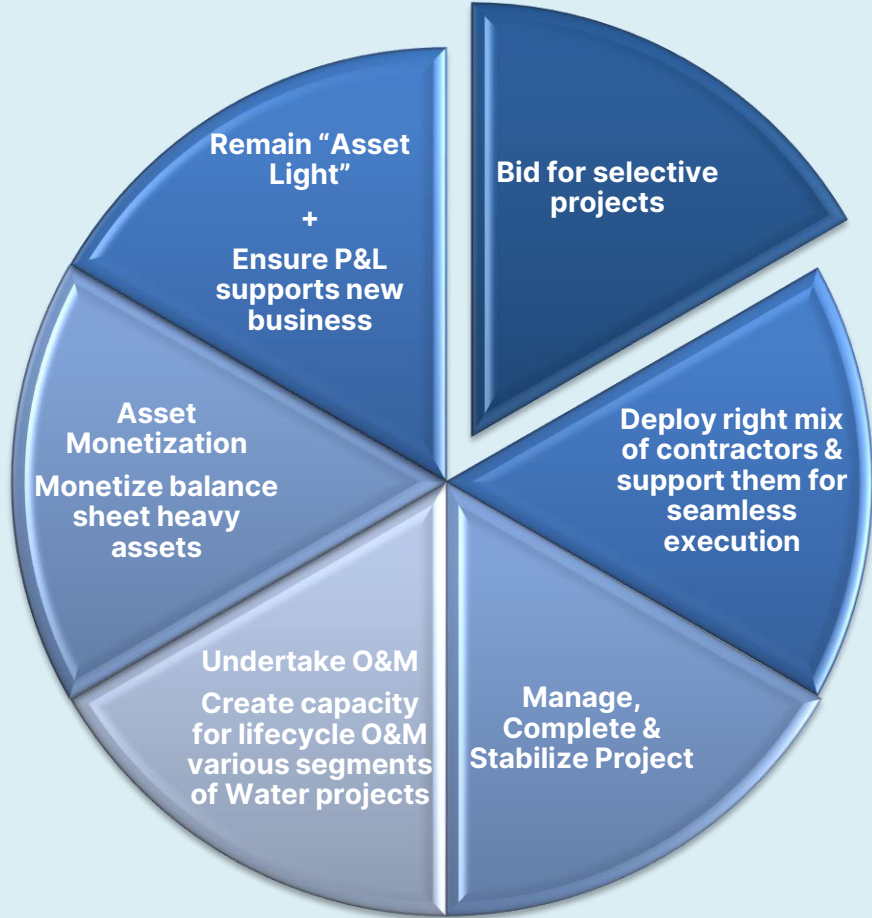 Bid for selective
projects
Deploy right mix
of contractors &
support them for
seamless
execution
Manage,
Complete &
Stabilize Project
Undertake O&M
Create capacity
for lifecycle O&M
various segments
of Water projects
Asset
Monetization
Monetize balance
sheet heavy
assets
Remain “Asset
Light”
+
Ensure P&L
supports new
business